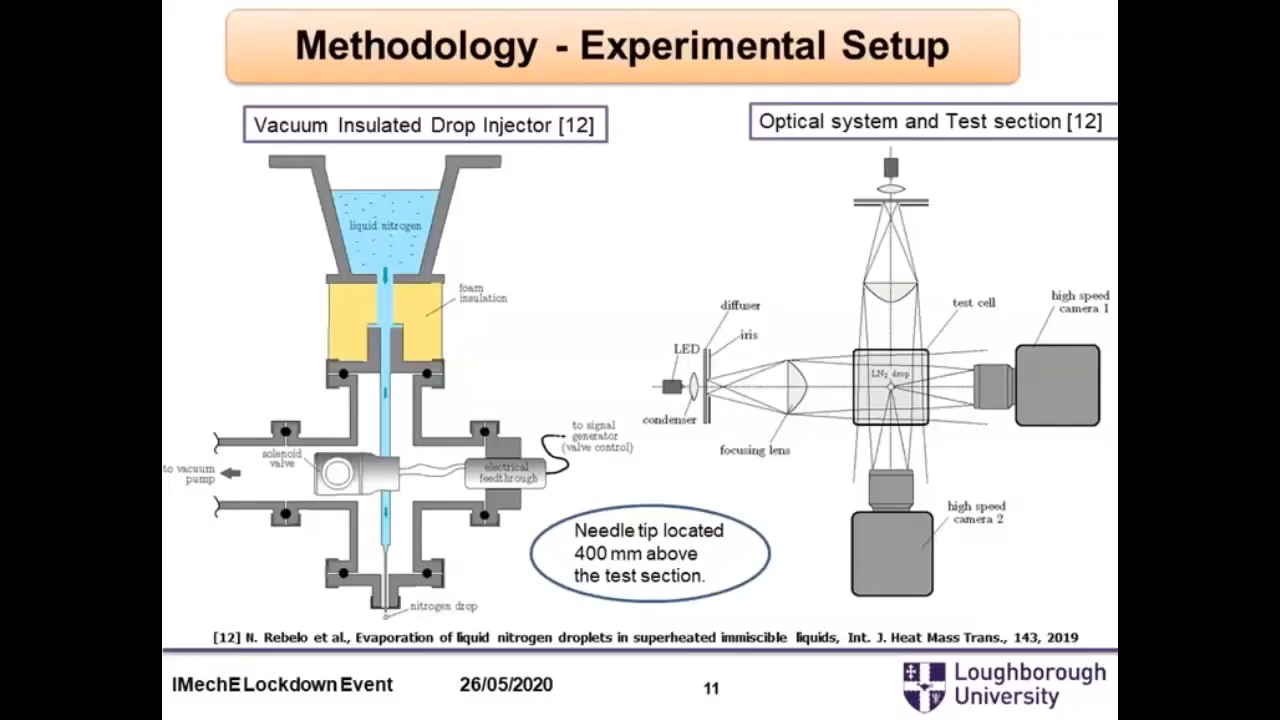 Methodology - Experimental Setup
Vacuum Insulated Drop Injector [12]
Optical system and Test section [12]
liquid nitrogen
foam
insulation
solenoid
valve
to vacuum
pump
to signal
generator
(valve control)
electrical
feedthrough
nitrogen drop
diffuser
iris
LED
condenser
focusing lens
test cell
LN2 drop
high speed
camera 1
high speed
camera 2
Needle tip located
400 mm above
the test section.
[12] N. Rebelo et al., Evaporation of liquid nitrogen droplets in superheated immiscible liquids, Int. J. Heat Mass Trans., 143, 2019
IMechE Lockdown Event
26/05/2020
11
Loughborough
University